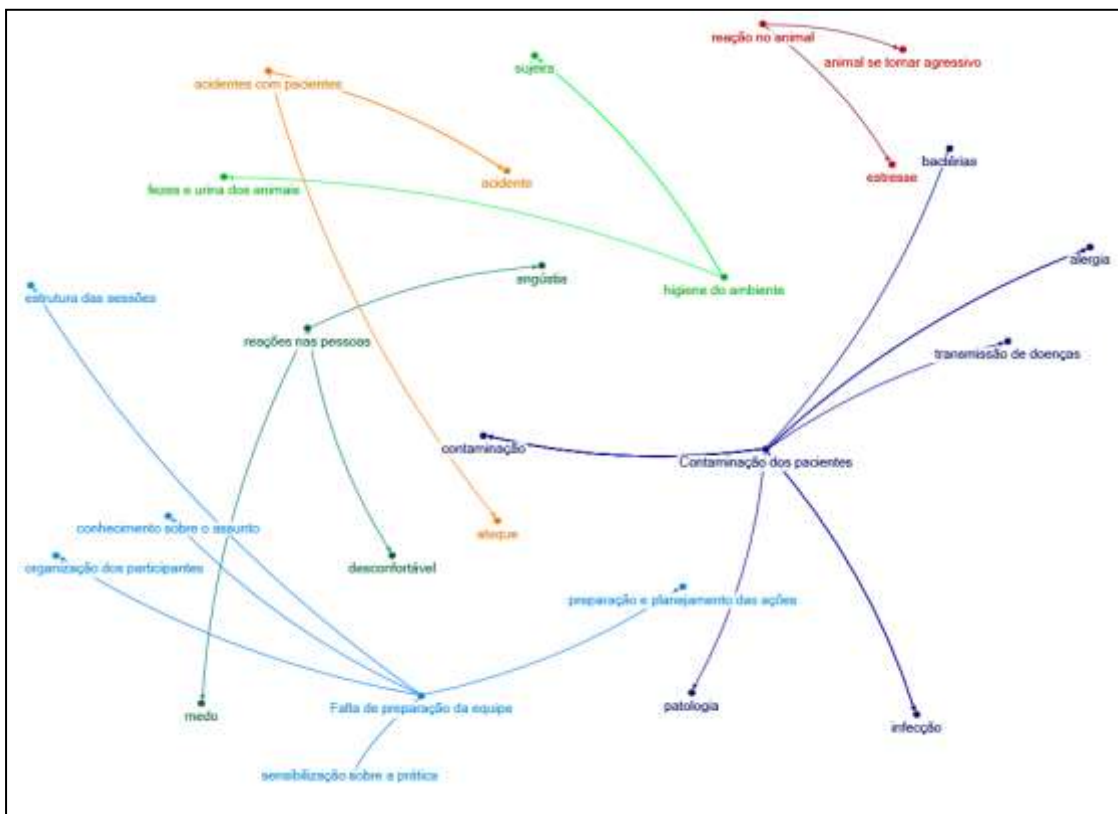 reação no animal
animal se tornar agressivo
sujeira
acidentes com pacientes
bactérias
estresse
acidente
fezes e urina dos animais
alergia
angústia
higiene do ambiente
estrutura das sessões
reações nas pessoas
transmissão de doenças
contaminação
Contaminação dos pacientes
conhecimento sobre o assunto
ataque
organização dos participantes
desconfortável
preparação e planejamento das ações
medo
Falta de preparação da equipe
patologia
infecção
sensibilização sobre a prática